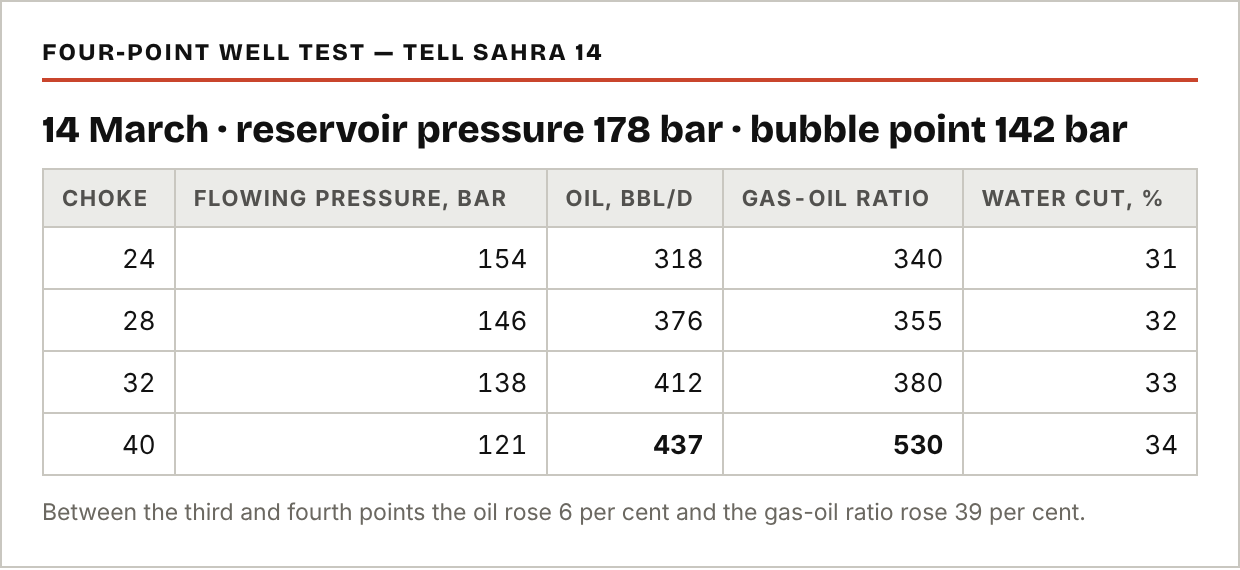 FOUR-POINT WELL TEST — TELL SAHRA 14
14 March · reservoir pressure 178 bar · bubble point 142 bar
CHOKE FLOWING PRESSURE, BAR OIL, BBL/D GAS-OIL RATIO WATER CUT, %
24 154 318 340 31
28 146 376 355 32
32 138 412 380 33
40 121 437 530 34
Between the third and fourth points the oil rose 6 per cent and the gas-oil ratio rose 39 per cent.